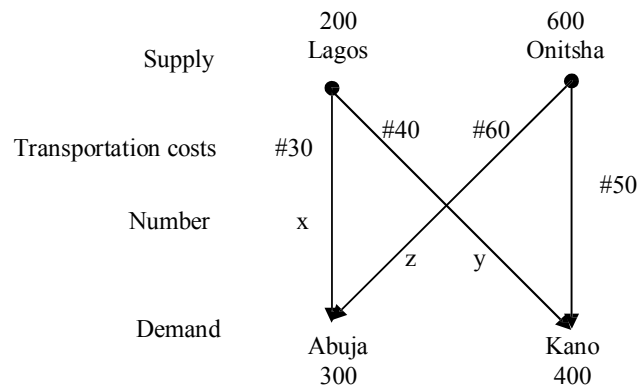 200 600
Supply Lagos Onitsha
Transportation costs #30 #40 #60
#50
Number x
z y
Demand Abuja Kano
300 400